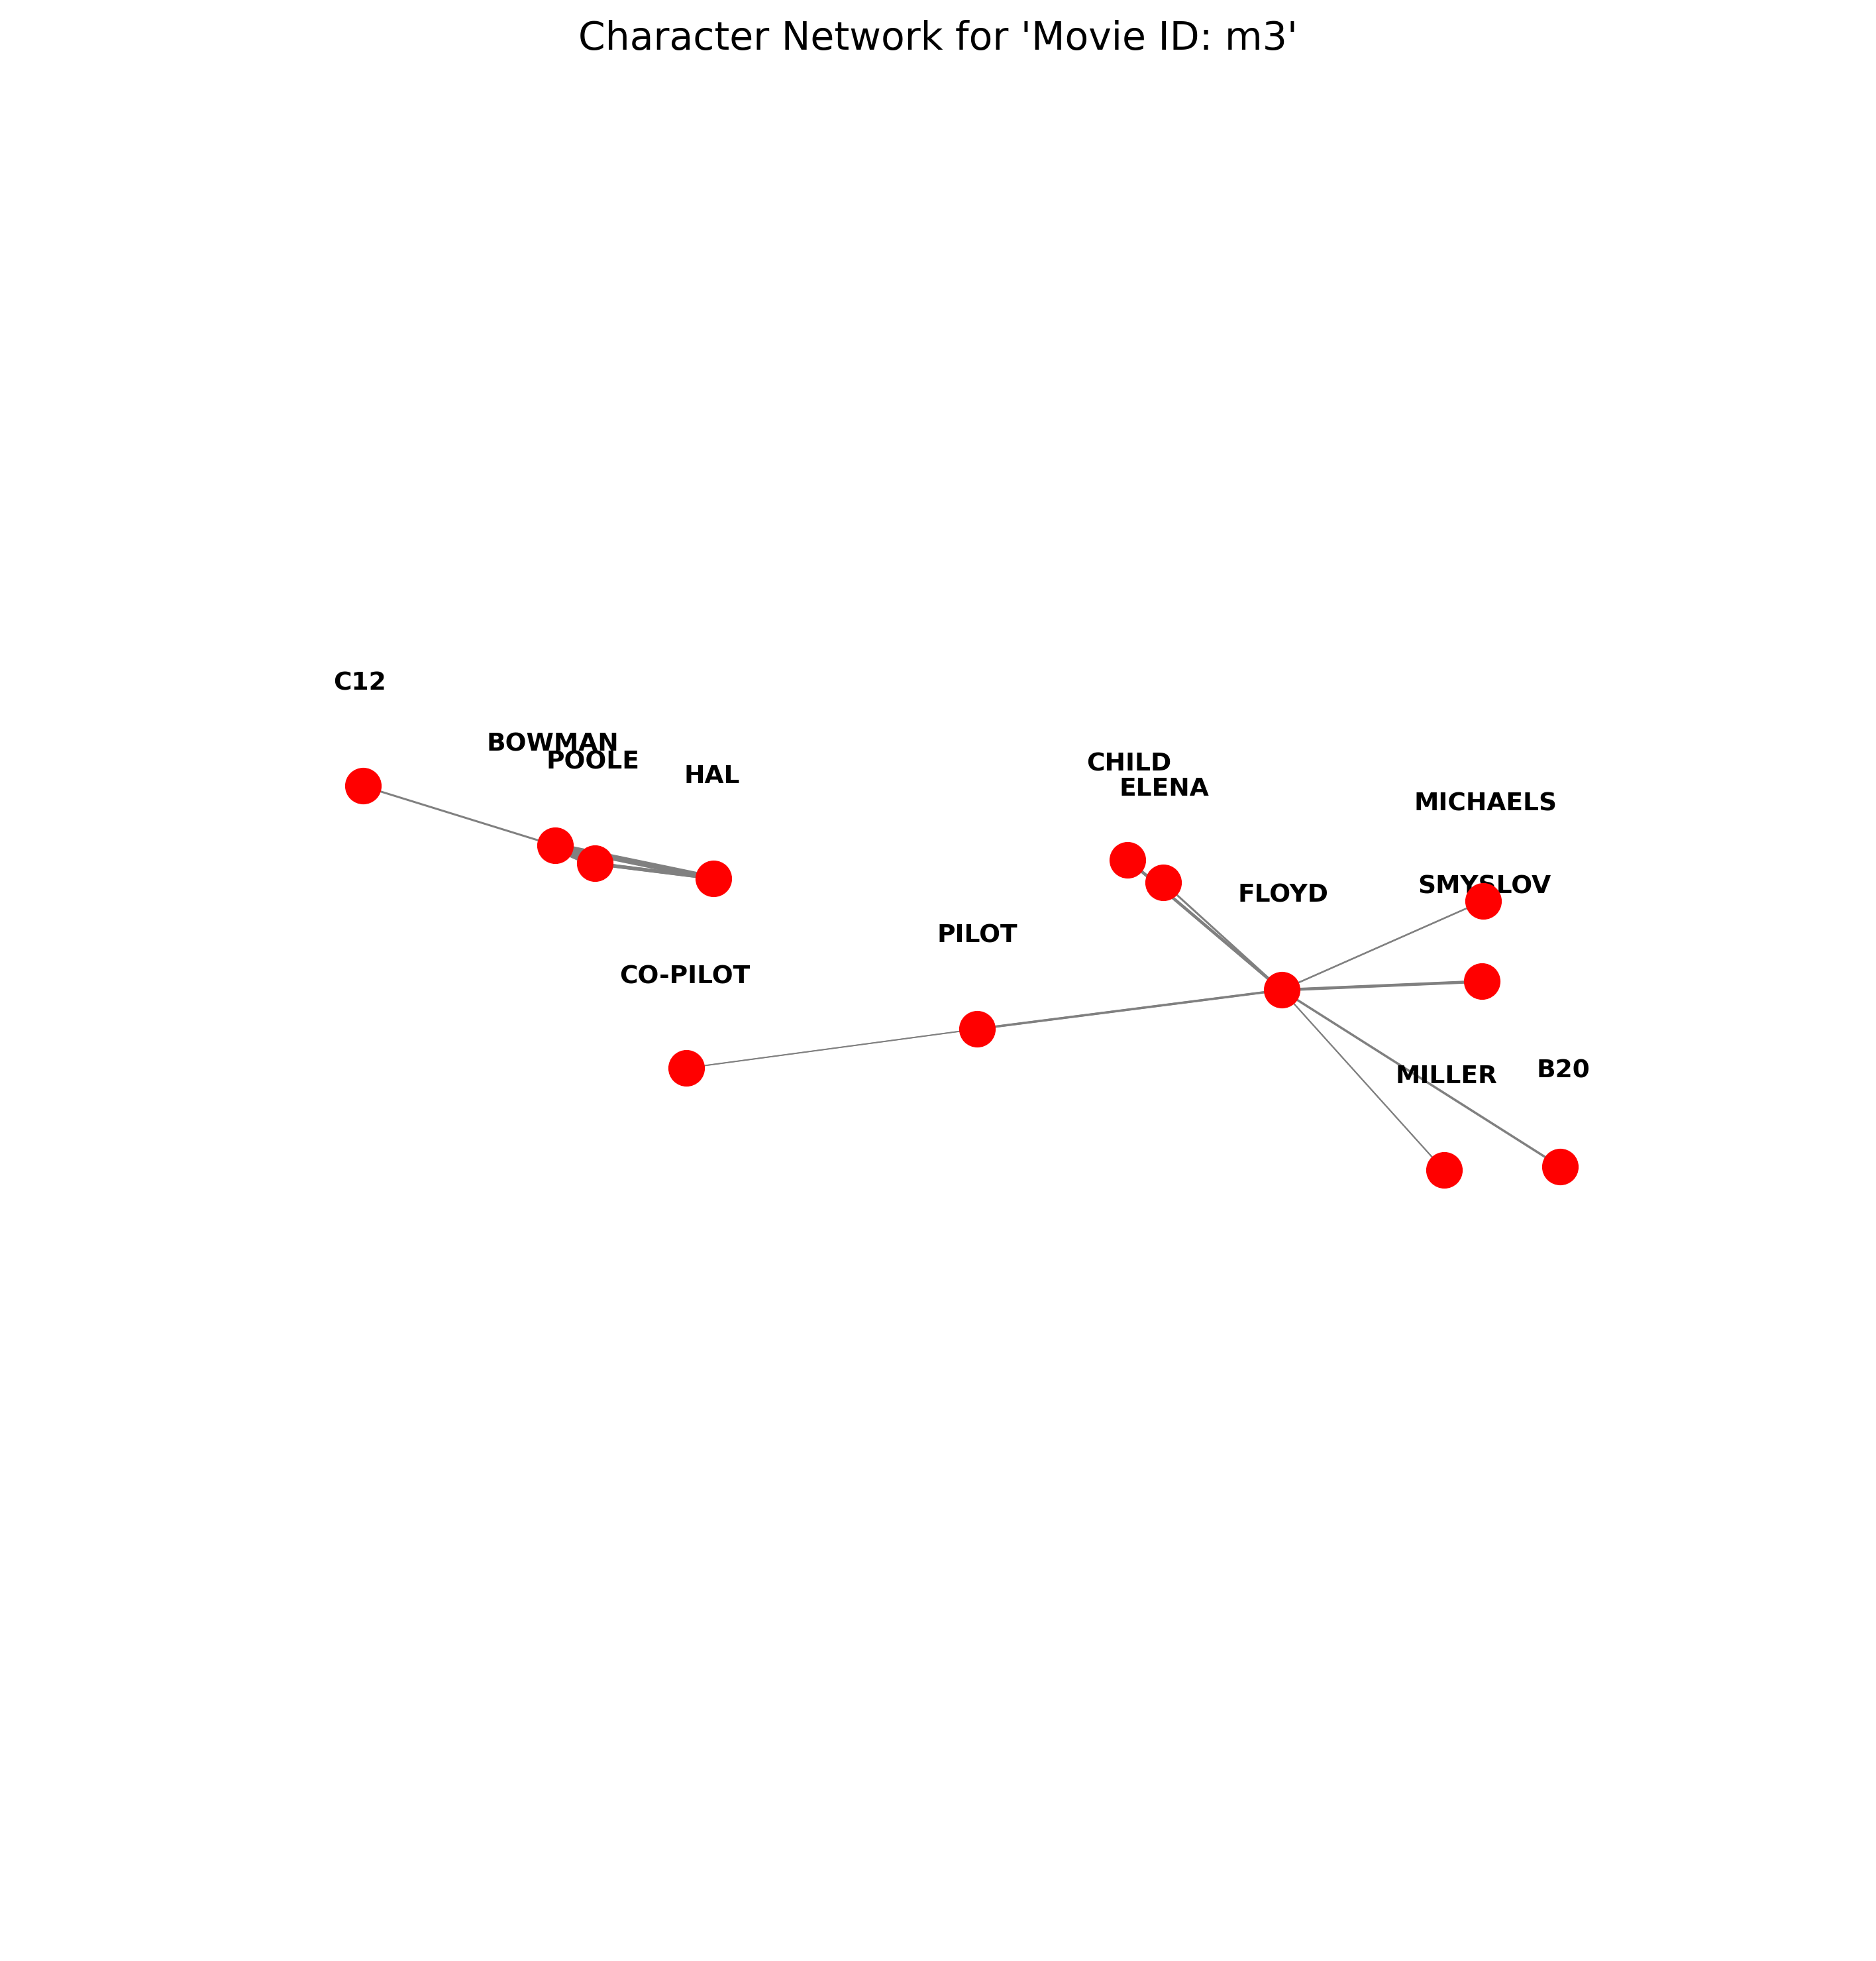 Character Network for 'Movie ID: m3'
C12
BOWMAN
POOLE
HAL
CHILD
ELENA
MICHAELS
SMYSLOV
FLOYD
PILOT
CO-PILOT
MILLER
B20